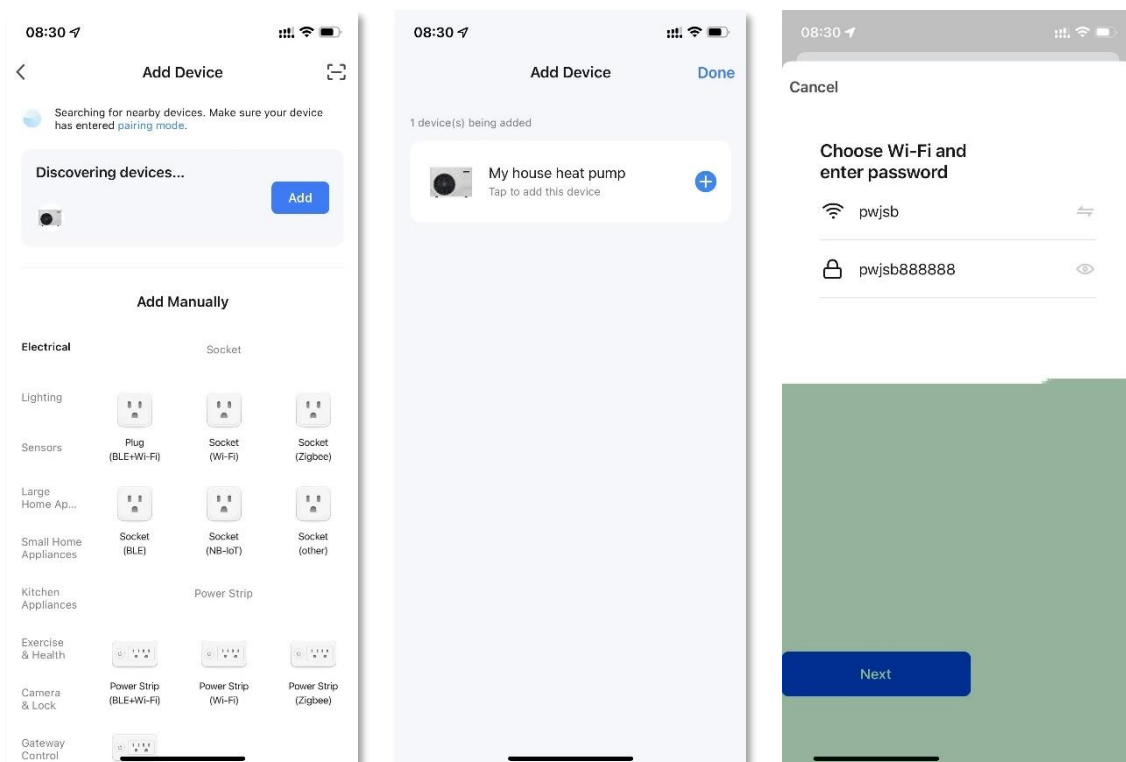 08:30
Add Device
Searching for nearby devices. Make sure your device
has entered pairing mode.
Discovering devices...
Add
Add Manually
Electrical
Socket
Lighting
Plug
(BLE+Wi-Fi)
Socket
(Wi-Fi)
Socket
(Zigbee)
Sensors
Large
Home Ap...
Socket
(BLE)
Socket
(NB-IoT)
Socket
(other)
Small Home
Appliances
Kitchen
Appliances
Power Strip
Exercise
& Health
Power Strip
(BLE+Wi-Fi)
Power Strip
(Wi-Fi)
Power Strip
(Zigbee)
Camera
& Lock
Gateway
Control
08:30
Add Device
Done
1 device(s) being added
My house heat pump
Tap to add this device
08:30
Cancel
Choose Wi-Fi and
enter password
pwjsb
pwjsb888888
Next